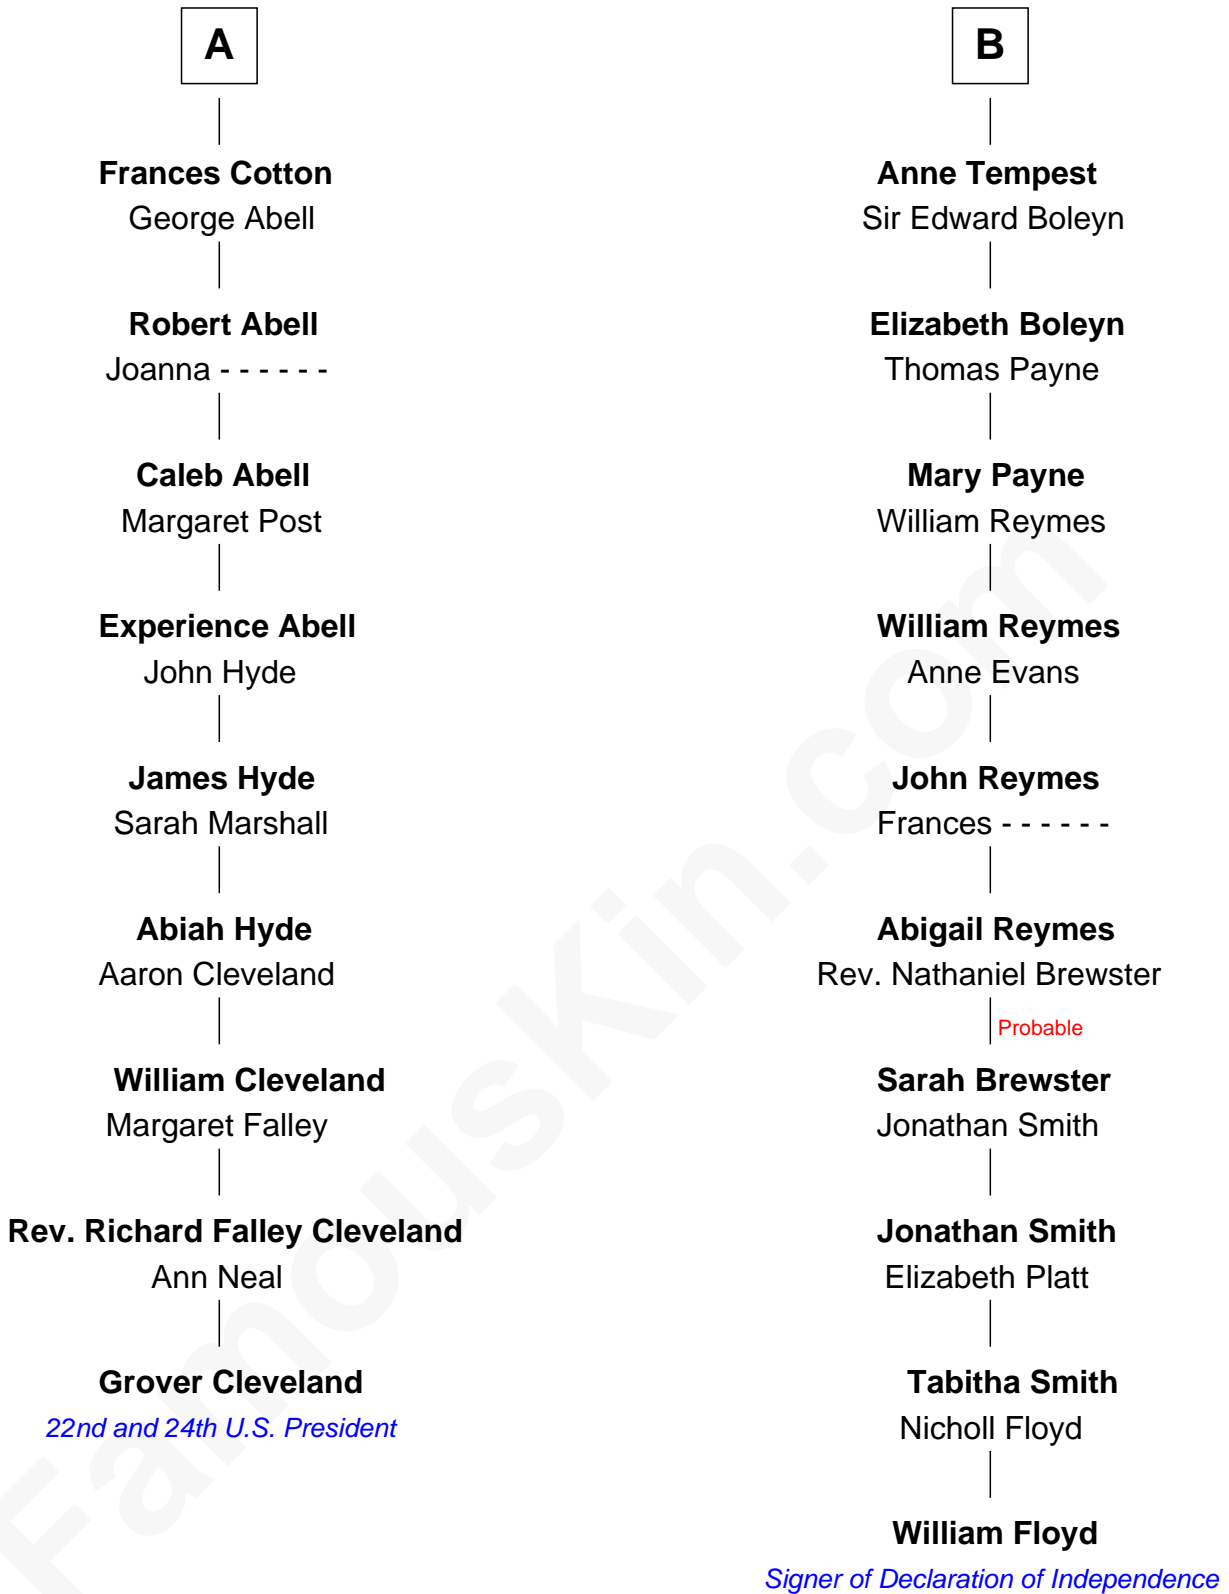 A
Frances Cotton
George Abell
Robert Abell
Joanna - - - - - -
Caleb Abell
Margaret Post
Experience Abell
John Hyde
James Hyde
Sarah Marshall
Abiah Hyde
Aaron Cleveland
William Cleveland
Margaret Falley
Rev. Richard Falley Cleveland
Ann Neal
Grover Cleveland
22nd and 24th U.S. President
B
Anne Tempest
Sir Edward Boleyn
Elizabeth Boleyn
Thomas Payne
Mary Payne
William Reymes
William Reymes
Anne Evans
John Reymes
Frances - - - - - -
Abigail Reymes
Rev. Nathaniel Brewster
Probable
Sarah Brewster
Jonathan Smith
Jonathan Smith
Elizabeth Platt
Tabitha Smith
Nicholl Floyd
William Floyd
Signer of Declaration of Independence
FamousKin.com